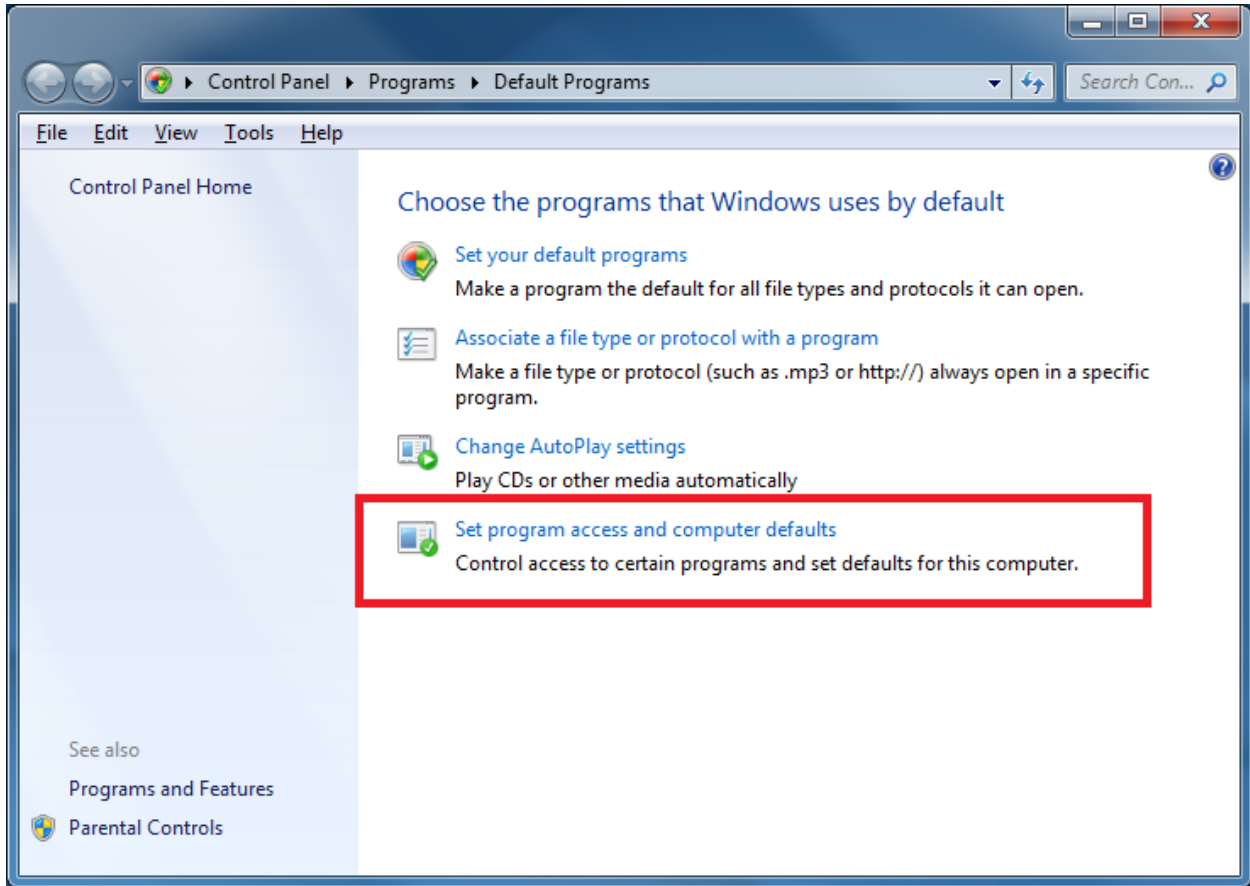 Control Panel Programs Default Programs
Search Con...
File Edit View Tools Help
Control Panel Home
Choose the programs that Windows uses by default
Set your default programs
Make a program the default for all file types and protocols it can open.
Associate a file type or protocol with a program
Make a file type or protocol (such as .mp3 or http://) always open in a specific
program.
Change AutoPlay settings
Play CDs or other media automatically
Set program access and computer defaults
Control access to certain programs and set defaults for this computer.
See also
Programs and Features
Parental Controls